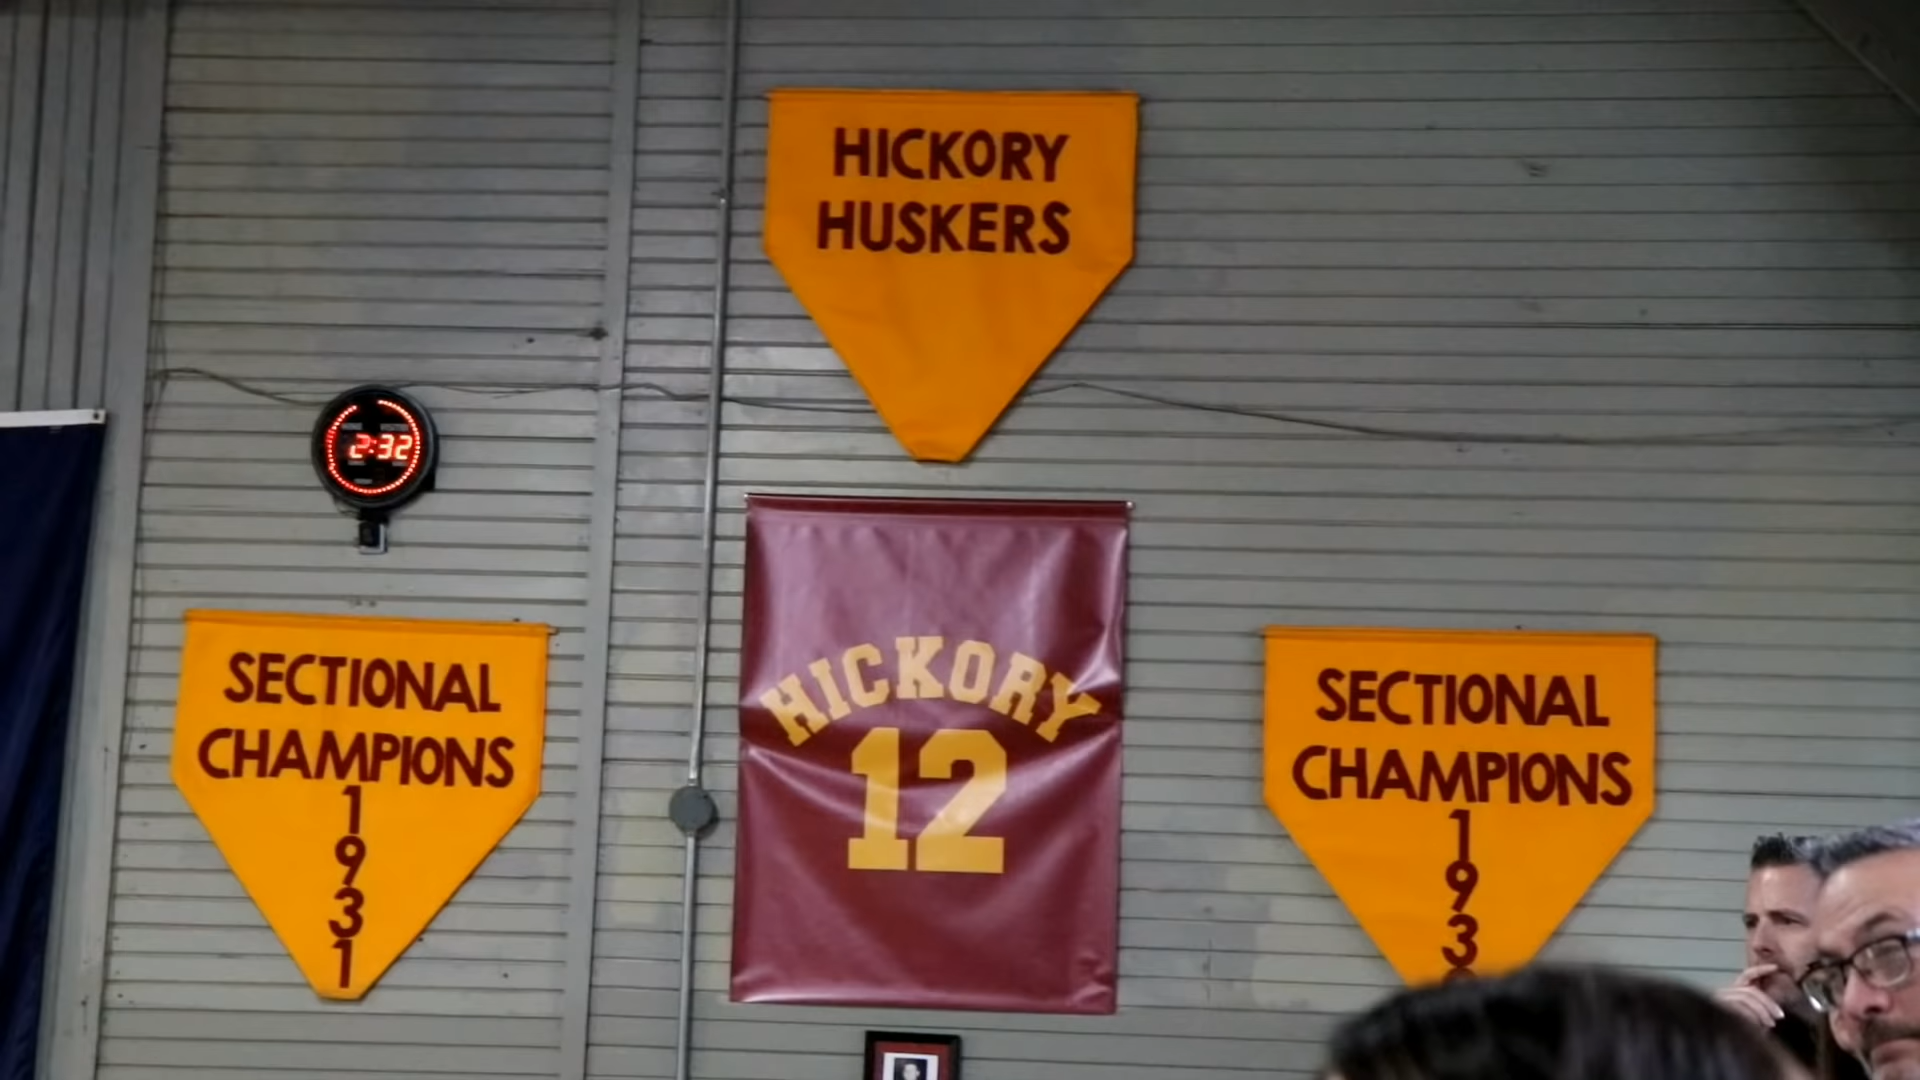 HICKORY
HUSKERS
2:32
HICKORY
12
SECTIONAL
CHAMPIONS
1
9
3
1
SECTIONAL
CHAMPIONS
1
9
3